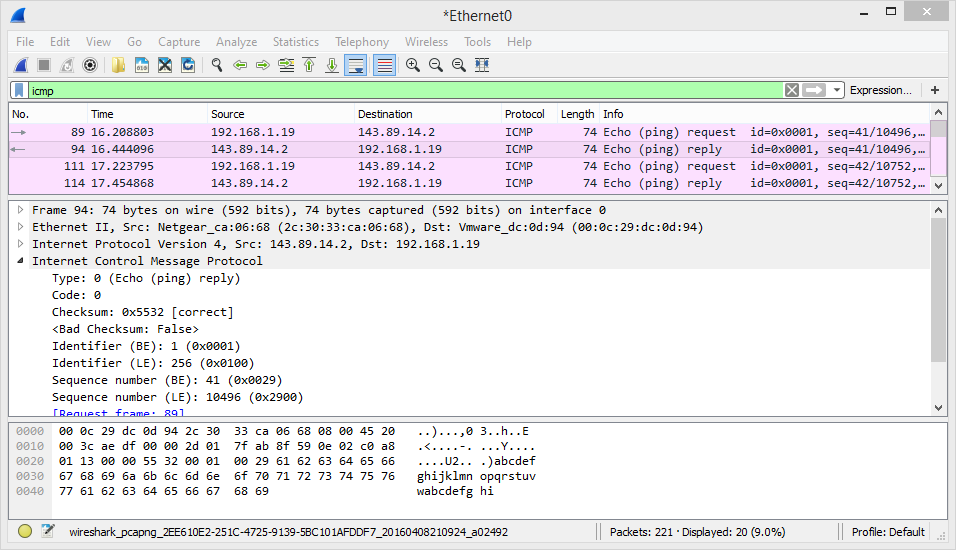 *Ethernet0
File Edit View Go Capture Analyze Statistics Telephony Wireless Tools Help
icmp Expression... +
No. Time Source Destination Protocol Length Info
89 16.208803 192.168.1.19 143.89.14.2 ICMP 74 Echo (ping) request id=0x0001, seq=41/10496,…
94 16.444096 143.89.14.2 192.168.1.19 ICMP 74 Echo (ping) reply id=0x0001, seq=41/10496,…
111 17.223795 192.168.1.19 143.89.14.2 ICMP 74 Echo (ping) request id=0x0001, seq=42/10752,…
114 17.454868 143.89.14.2 192.168.1.19 ICMP 74 Echo (ping) reply id=0x0001, seq=42/10752,…
Frame 94: 74 bytes on wire (592 bits), 74 bytes captured (592 bits) on interface 0
Ethernet II, Src: Netgear_ca:06:68 (2c:30:33:ca:06:68), Dst: Vmware_dc:0d:94 (00:0c:29:dc:0d:94)
Internet Protocol Version 4, Src: 143.89.14.2, Dst: 192.168.1.19
Internet Control Message Protocol
Type: 0 (Echo (ping) reply)
Code: 0
Checksum: 0x5532 [correct]
<Bad Checksum: False>
Identifier (BE): 1 (0x0001)
Identifier (LE): 256 (0x0100)
Sequence number (BE): 41 (0x0029)
Sequence number (LE): 10496 (0x2900)
[Request frame: 89]
0000 00 0c 29 dc 0d 94 2c 30 33 ca 06 68 08 00 45 20 ..)...,0 3..h..E
0010 00 3c ae df 00 00 2d 01 7f ab 8f 59 0e 02 c0 a8 .<....-. ...Y....
0020 01 13 00 00 55 32 00 01 00 29 61 62 63 64 65 66 ....U2.. .)abcdef
0030 67 68 69 6a 6b 6c 6d 6e 6f 70 71 72 73 74 75 76 ghijklmn opqrstuv
0040 77 61 62 63 64 65 66 67 68 69 wabcdefg hi
wireshark_pcapng_2EE610E2-251C-4725-9139-5BC101AFDDF7_20160408210924_a02492 Packets: 221 · Displayed: 20 (9.0%) Profile: Default